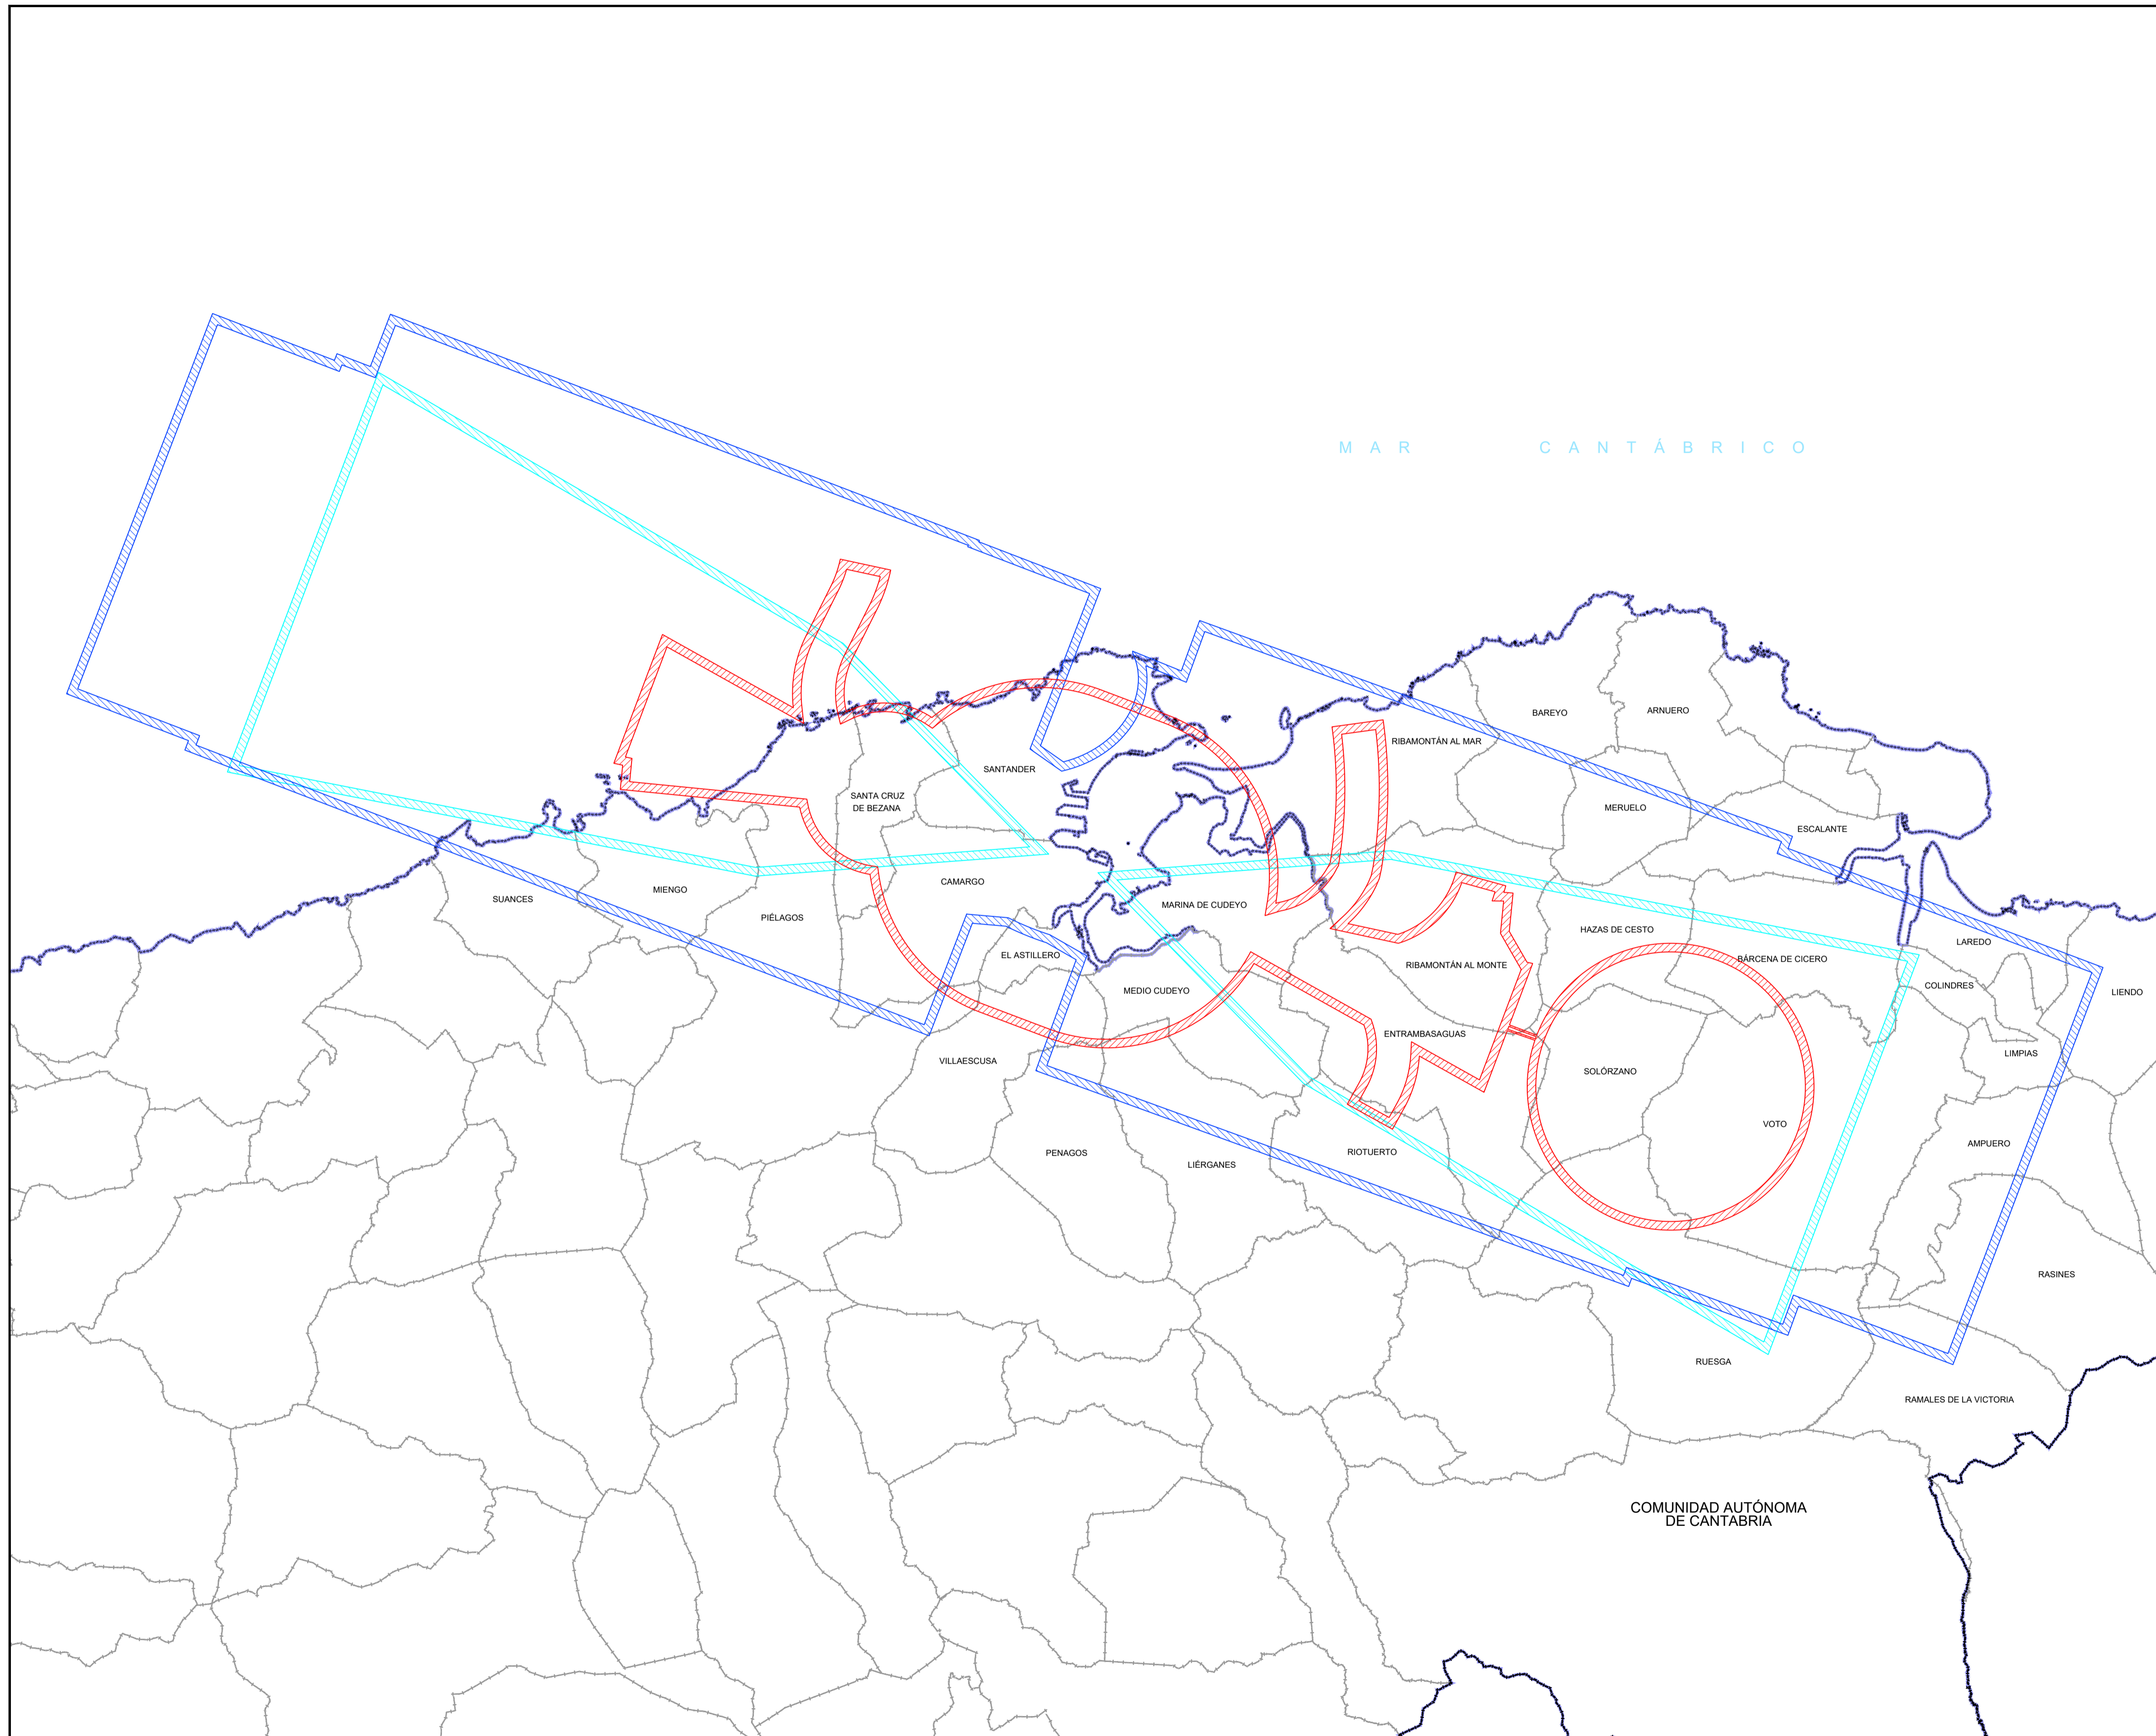 MAR CANTÁBRICO
BAREYO
ARNUERO
RIBAMONTÁN AL MAR
SANTANDER
SANTA CRUZ
DE BEZANA
MERUELO
ESCALANTE
CAMARGO
MIENGO
SUANCES
PIÉLAGOS
MARINA DE CUDEYO
HAZAS DE CESTO
LAREDO
EL ASTILLERO
RIBAMONTÁN AL MONTE
BÁRCENA DE CICERO
COLINDRES
LIENDO
MEDIO CUDEYO
ENTRAMBASAGUAS
LIMPIAS
VILLAESCUSA
SOLÓRZANO
VOTO
AMPUERO
PENAGOS
RIOTUERTO
LIÉRGANES
RASINES
RUESGA
RAMALES DE LA VICTORIA
COMUNIDAD AUTÓNOMA
DE CANTABRIA